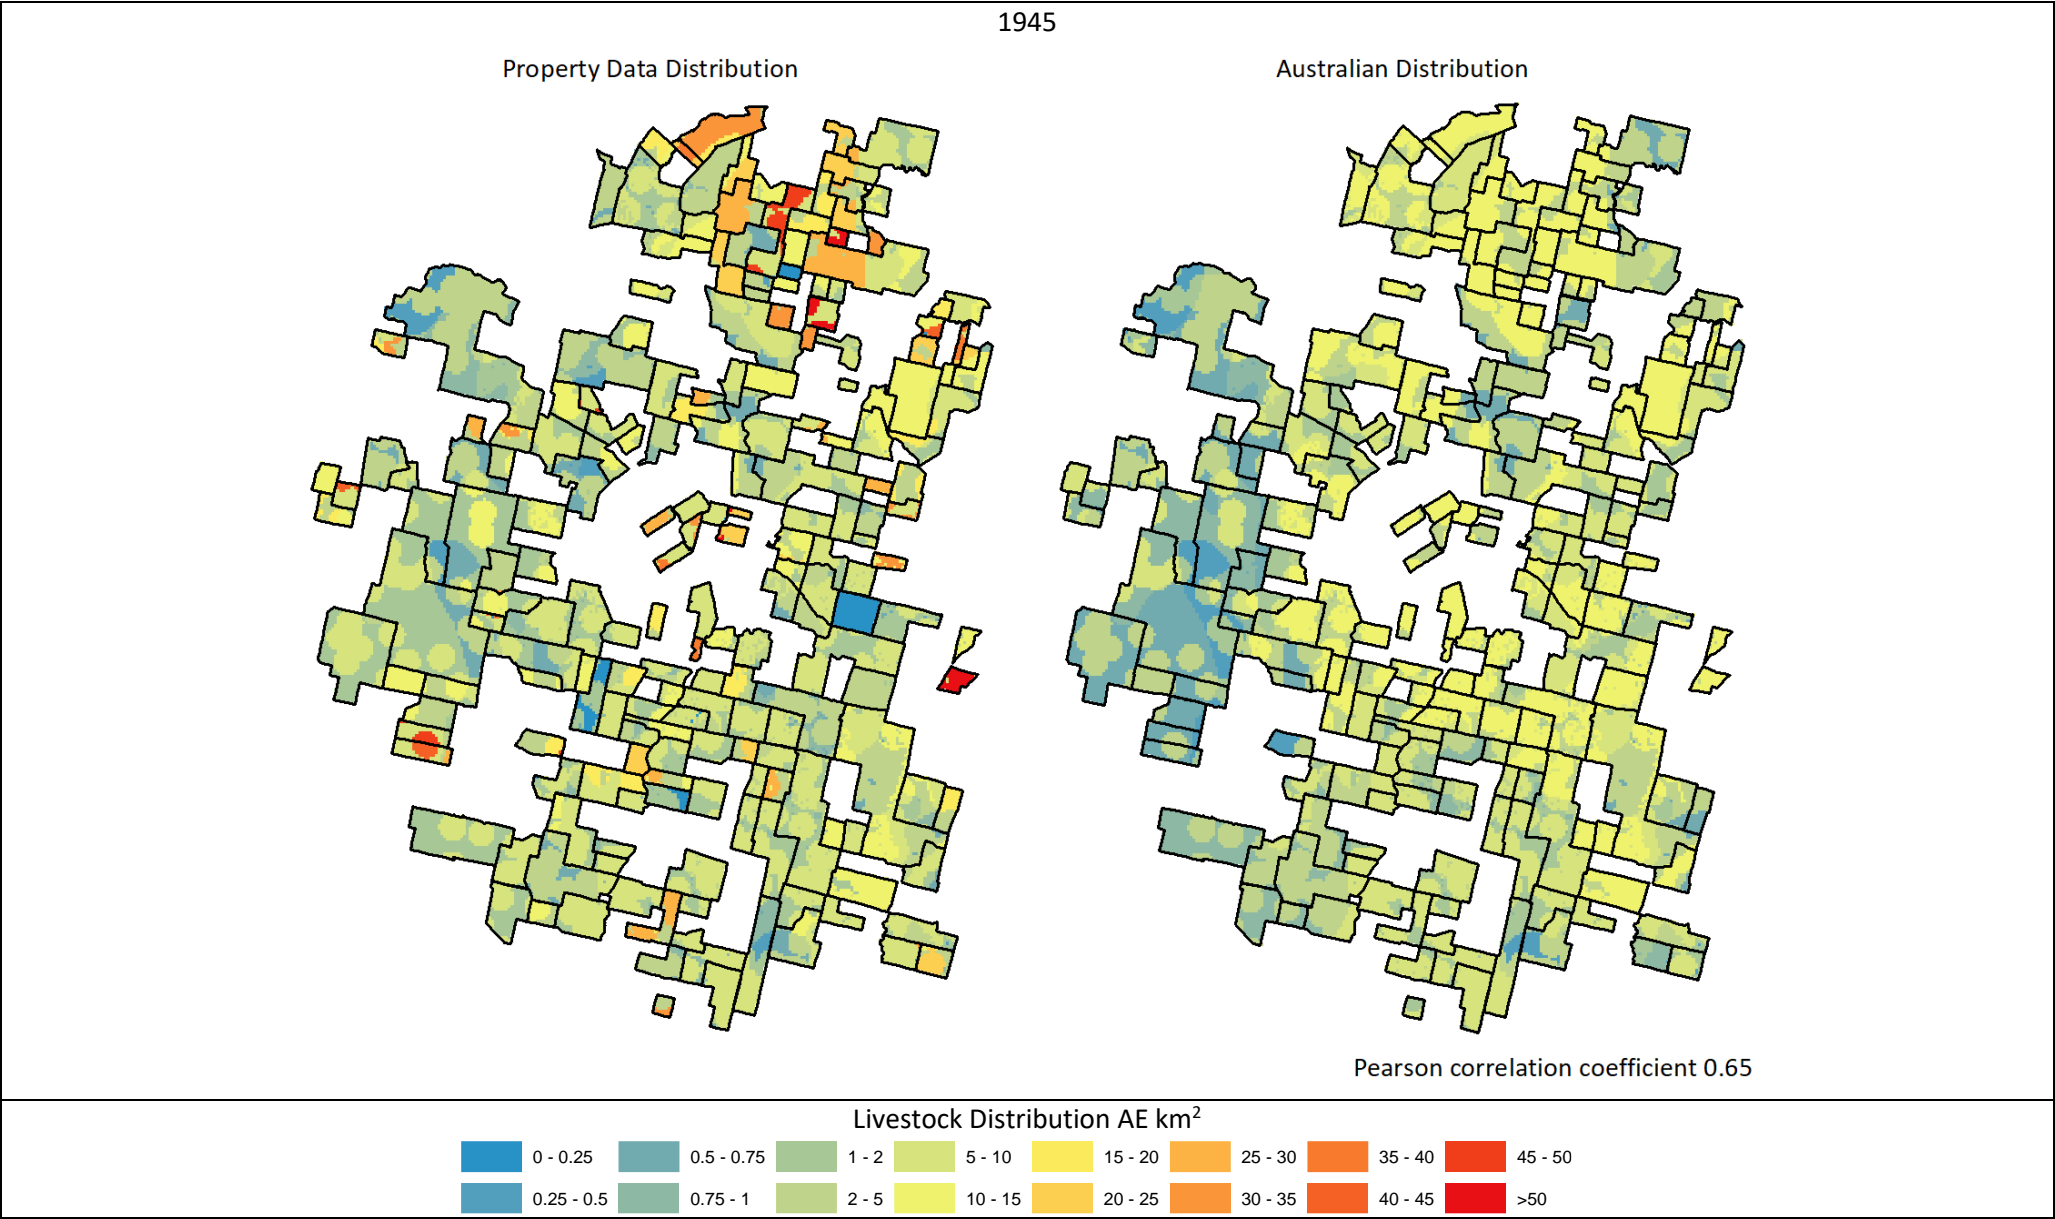 1945
Property Data Distribution
Australian Distribution
Pearson correlation coefficient 0.65
Livestock Distribution AE km²
0 - 0.25
0.5 - 0.75
1 - 2
5 - 10
15 - 20
25 - 30
35 - 40
45 - 50
0.25 - 0.5
0.75 - 1
2 - 5
10 - 15
20 - 25
30 - 35
40 - 45
>50